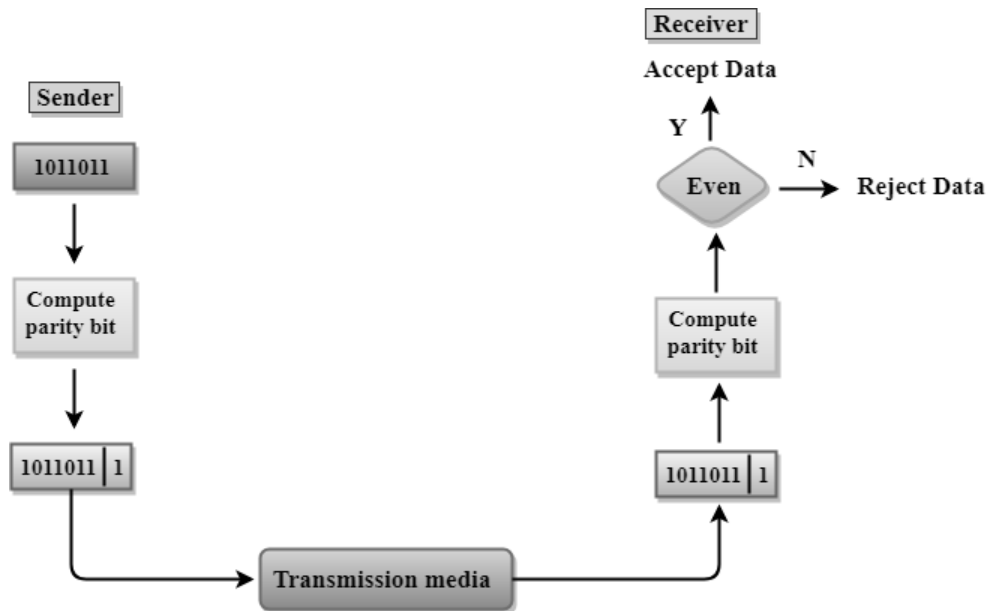 Sender
1011011
Compute
parity bit
1011011 | 1
Transmission media
1011011 | 1
Compute
parity bit
Even
Y
N
Accept Data
Reject Data
Receiver